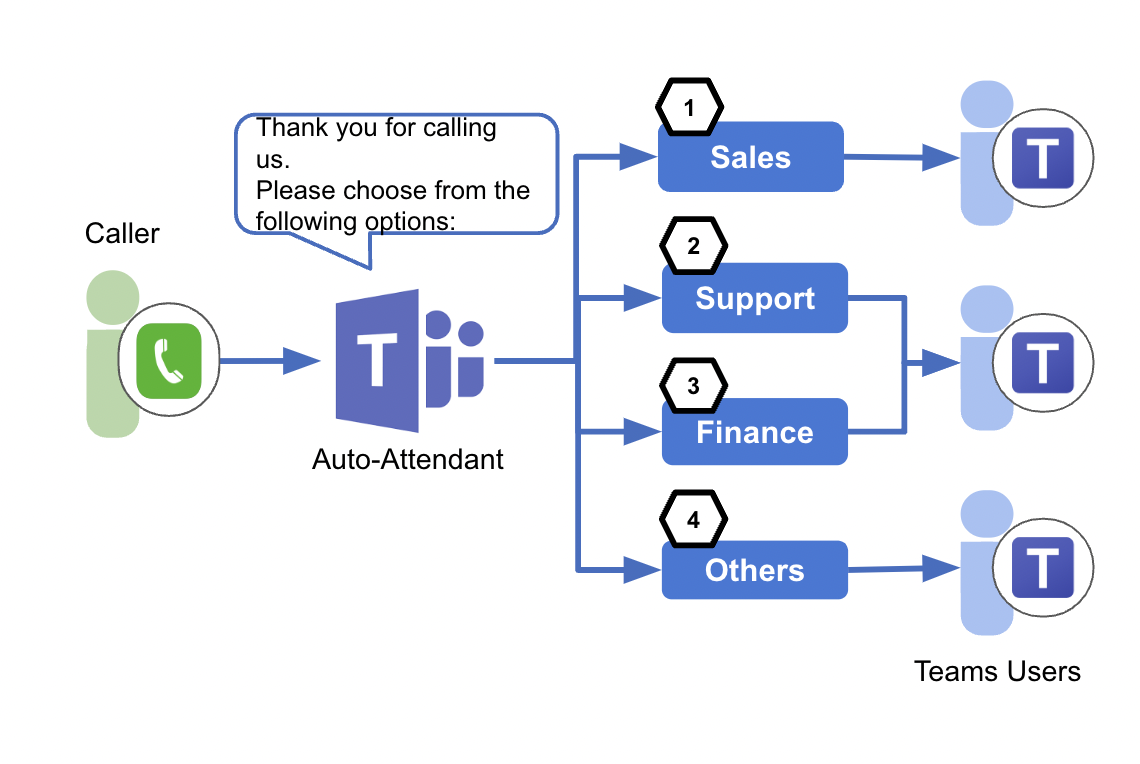 Thank you for calling
us.
Please choose from the
following options:
Caller
T
Auto-Attendant
1
Sales
2
Support
3
Finance
4
Others
T
T
T
Teams Users